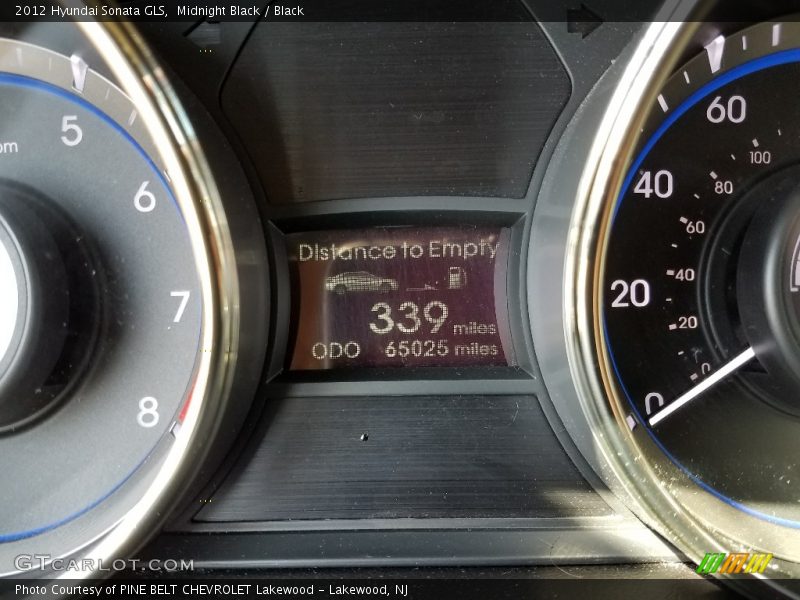 2012 Hyundai Sonata GLS, Midnight Black / Black
5
6
7
8
Distance to Empty
339 miles
ODO 65025 miles
60
40
20
0
100
80
60
40
20
0
GTcarlot.com
Photo Courtesy of PINE BELT CHEVROLET Lakewood - Lakewood, NJ